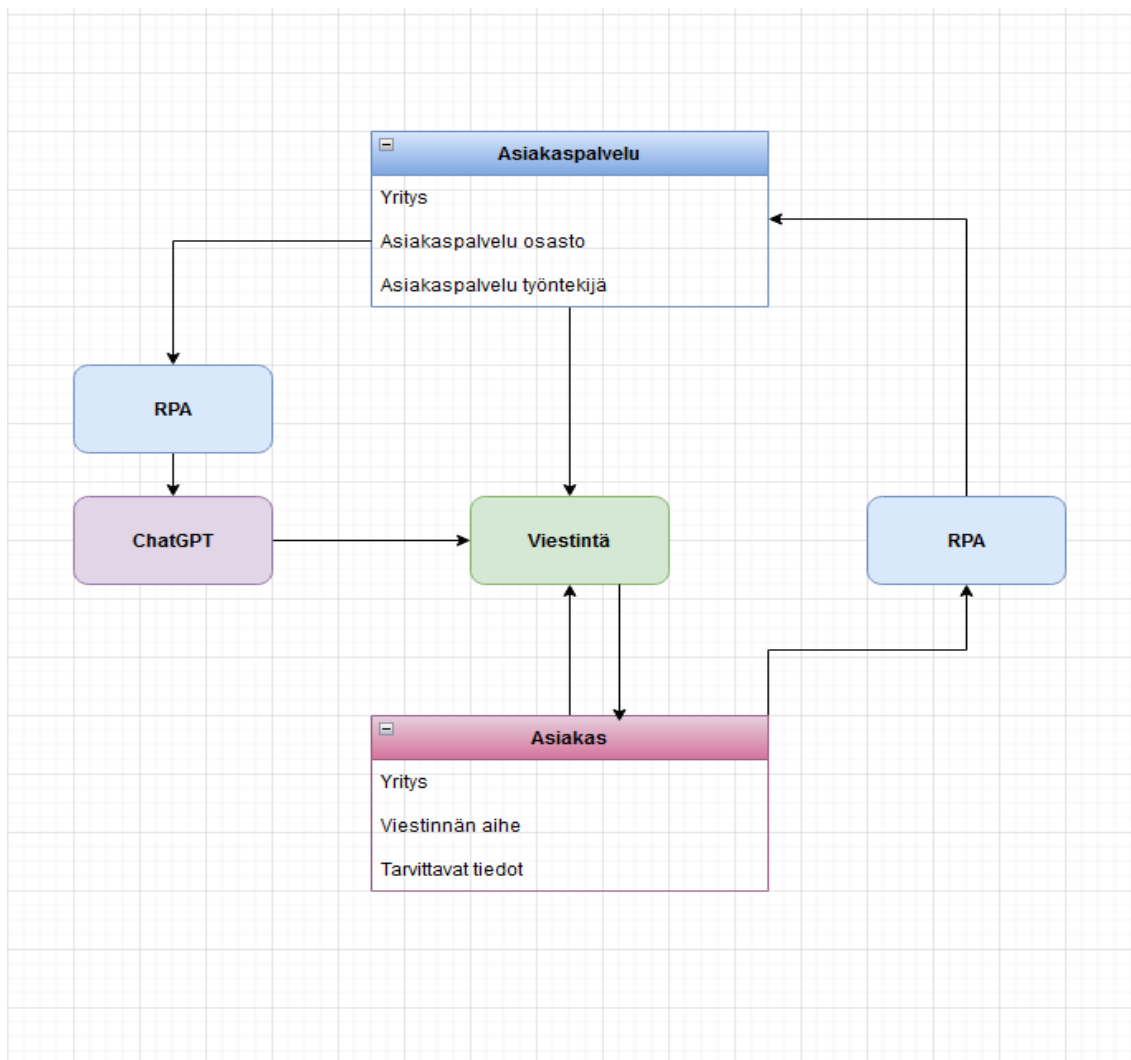 Asiakaspalvelu
Yritys
Asiakaspalvelu osasto
Asiakaspalvelu työntekijä
RPA
ChatGPT
Viestintä
RPA
Asiakas
Yritys
Viestinnän aihe
Tarvittavat tiedot